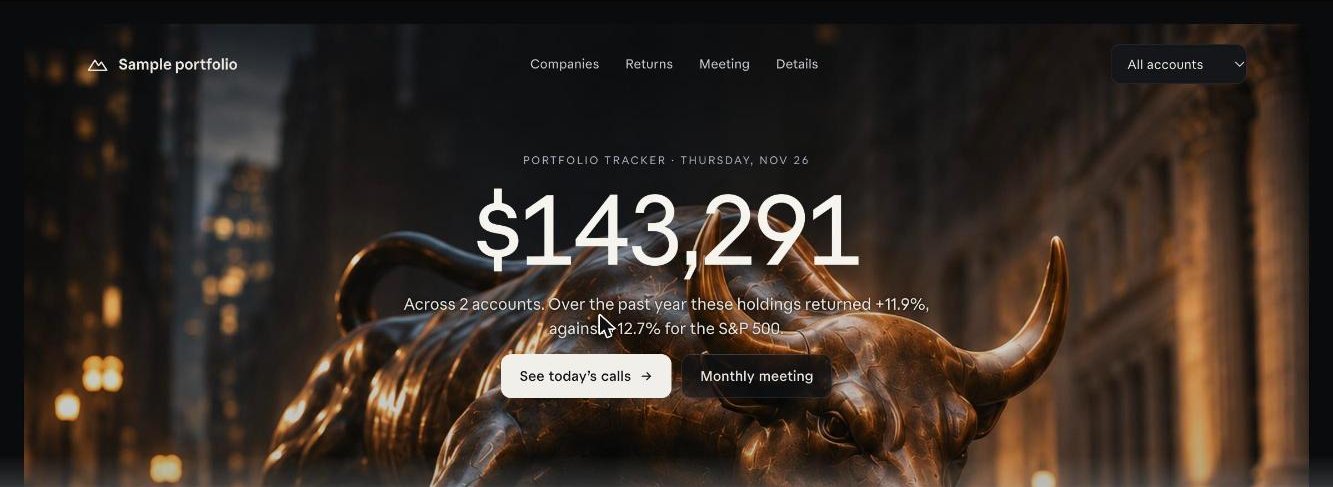 Sample portfolio
Companies
Returns
Meeting
Details
All accounts
PORTFOLIO TRACKER · THURSDAY, NOV 26
$143,291
Across 2 accounts. Over the past year these holdings returned +11.9%,
against 12.7% for the S&P 500.
See today's calls →
Monthly meeting